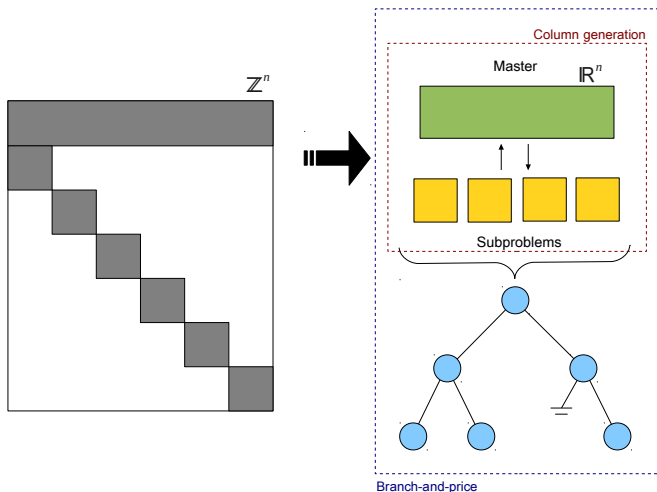 ℤⁿ
Column generation
Master
ℝⁿ
Subproblems
Branch-and-price